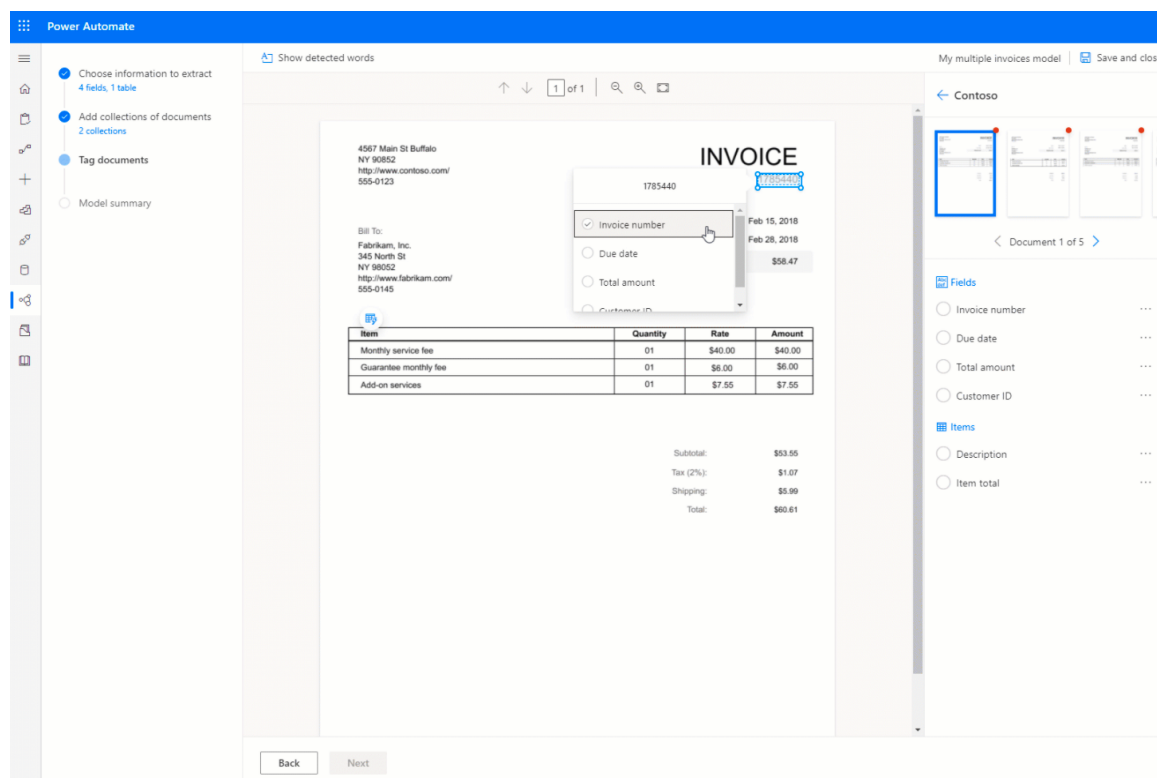 Power Automate
Choose information to extract
4 fields, 1 table
Add collections of documents
2 collections
Tag documents
Model summary
Show detected words
My multiple invoices model
Save and clos
1 of 1
4567 Main St Buffalo
NY 90852
http://www.contoso.com/
555-0123
INVOICE
1785440
1785440
Invoice number
Due date
Total amount
Customer ID
Feb 15, 2018
Feb 28, 2018
$58.47
Bill To:
Fabrikam, Inc.
345 North St
NY 98052
http://www.fabrikam.com/
555-0145
Item Quantity Rate Amount
Monthly service fee 01 $40.00 $40.00
Guarantee monthly fee 01 $6.00 $6.00
Add-on services 01 $7.55 $7.55
Subtotal: $53.55
Tax (2%): $1.07
Shipping: $5.99
Total: $60.61
Contoso
Document 1 of 5
Fields
Invoice number
Due date
Total amount
Customer ID
Items
Description
Item total
Back
Next